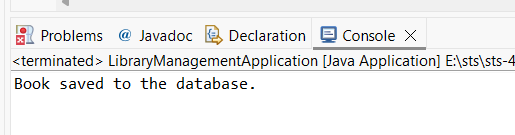 Problems @ Javadoc Declaration Console
<terminated> LibraryManagementApplication [Java Application] E:\sts\sts-4
Book saved to the database.